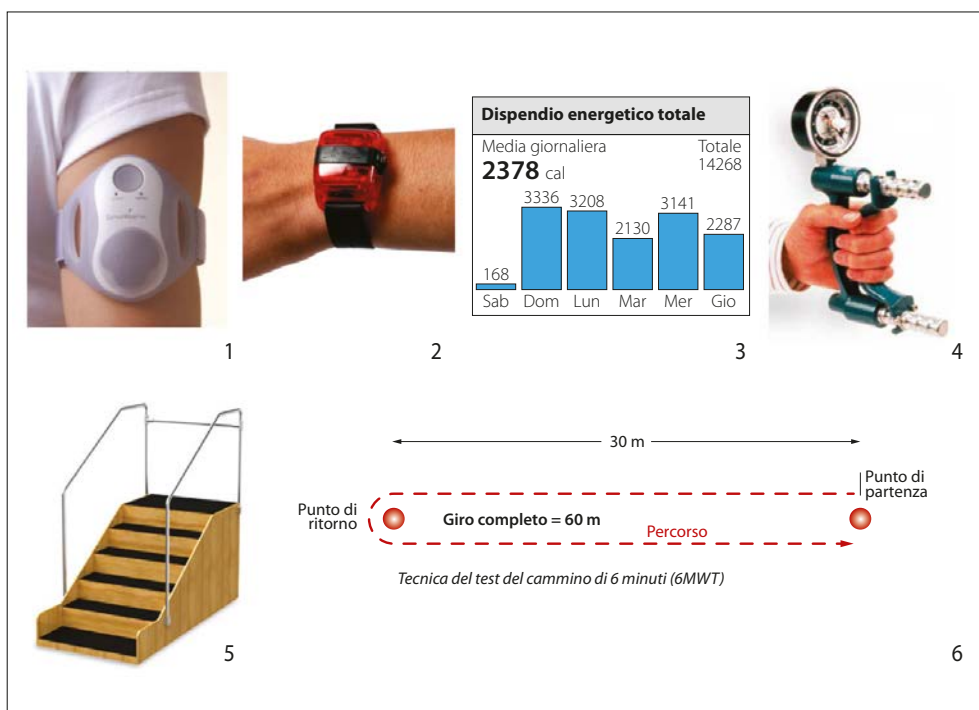 Dispendio energetico totale
Media giornaliera
Totale
2378 cal
14268
3336
3208
3141
2130
2287
168
Sab Dom Lun Mar Mer Gio
1
2
3
4
30 m
Punto di
partenza
Punto di
ritorno
Giro completo = 60 m
Percorso
Tecnica del test del cammino di 6 minuti (6MWT)
5
6